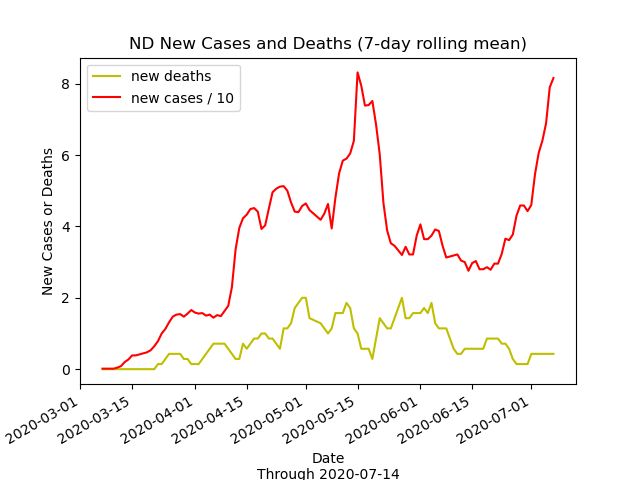 ND New Cases and Deaths (7-day rolling mean)
new deaths
new cases / 10
New Cases or Deaths
8
6
4
2
0
2020-03-01
2020-03-15
2020-04-01
2020-04-15
2020-05-01
2020-05-15
2020-06-01
2020-06-15
2020-07-01
Date
Through 2020-07-14